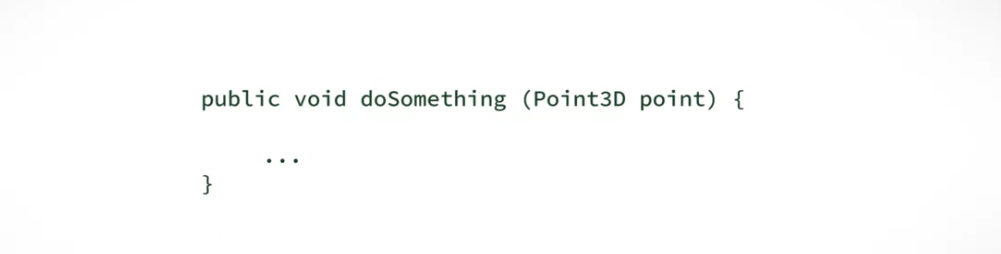 public void doSomething (Point3D point) {
...
}